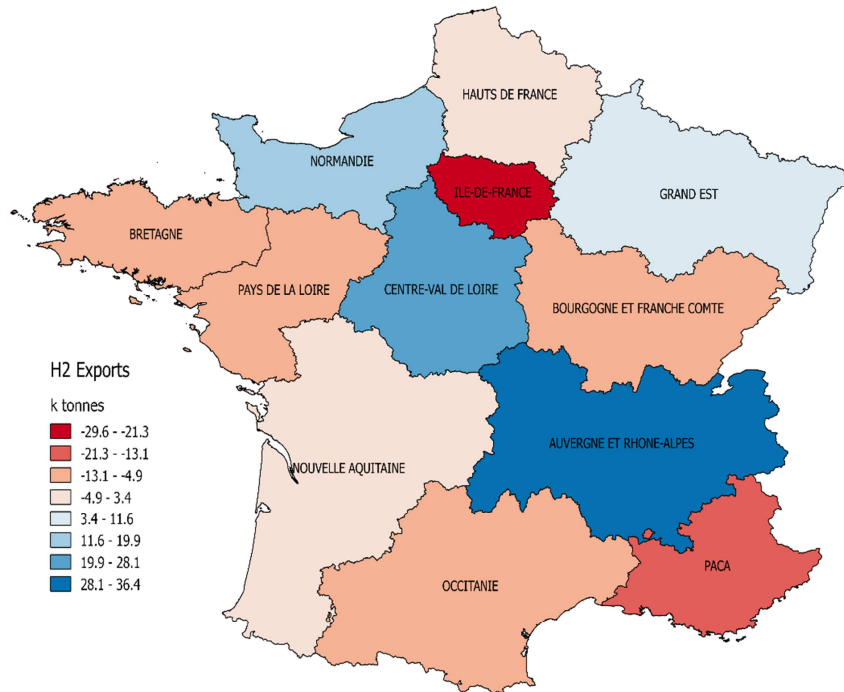 HAUTS DE FRANCE
NORMANDIE
ILE-DE-FRANCE
GRAND EST
BRETAGNE
PAYS DE LA LOIRE
CENTRE-VAL DE LOIRE
BOURGOGNE ET FRANCHE COMTE
H2 Exports
k tonnes
-29.6 - -21.3
-21.3 - -13.1
-13.1 - -4.9
-4.9 - 3.4
3.4 - 11.6
11.6 - 19.9
19.9 - 28.1
28.1 - 36.4
AUVERGNE ET RHONE-ALPES
NOUVELLE AQUITAINE
PACA
OCCITANIE